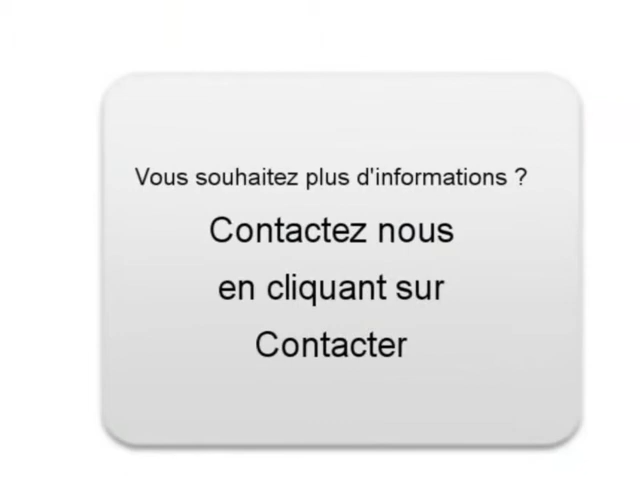 Vous souhaitez plus d'informations ?
Contactez nous
en cliquant sur
Contacter